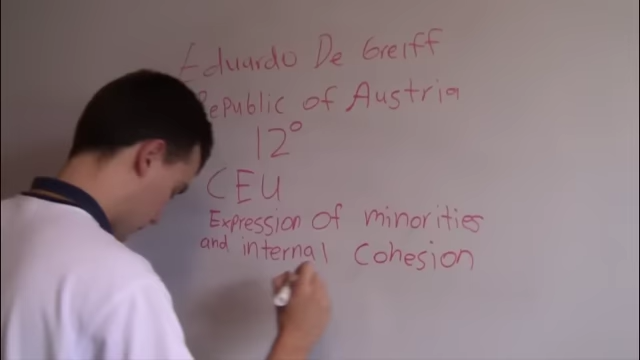 Eduardo De Greiff
Republic of Austria
12°
CEU
Expression of minorities
and internal Cohesion